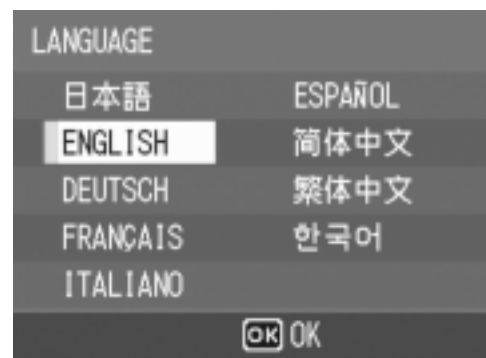 LANGUAGE
日本語 ESPAÑOL
ENGLISH 简体中文
DEUTSCH 繁体中文
FRANÇAIS 한국어
ITALIANO
OK OK